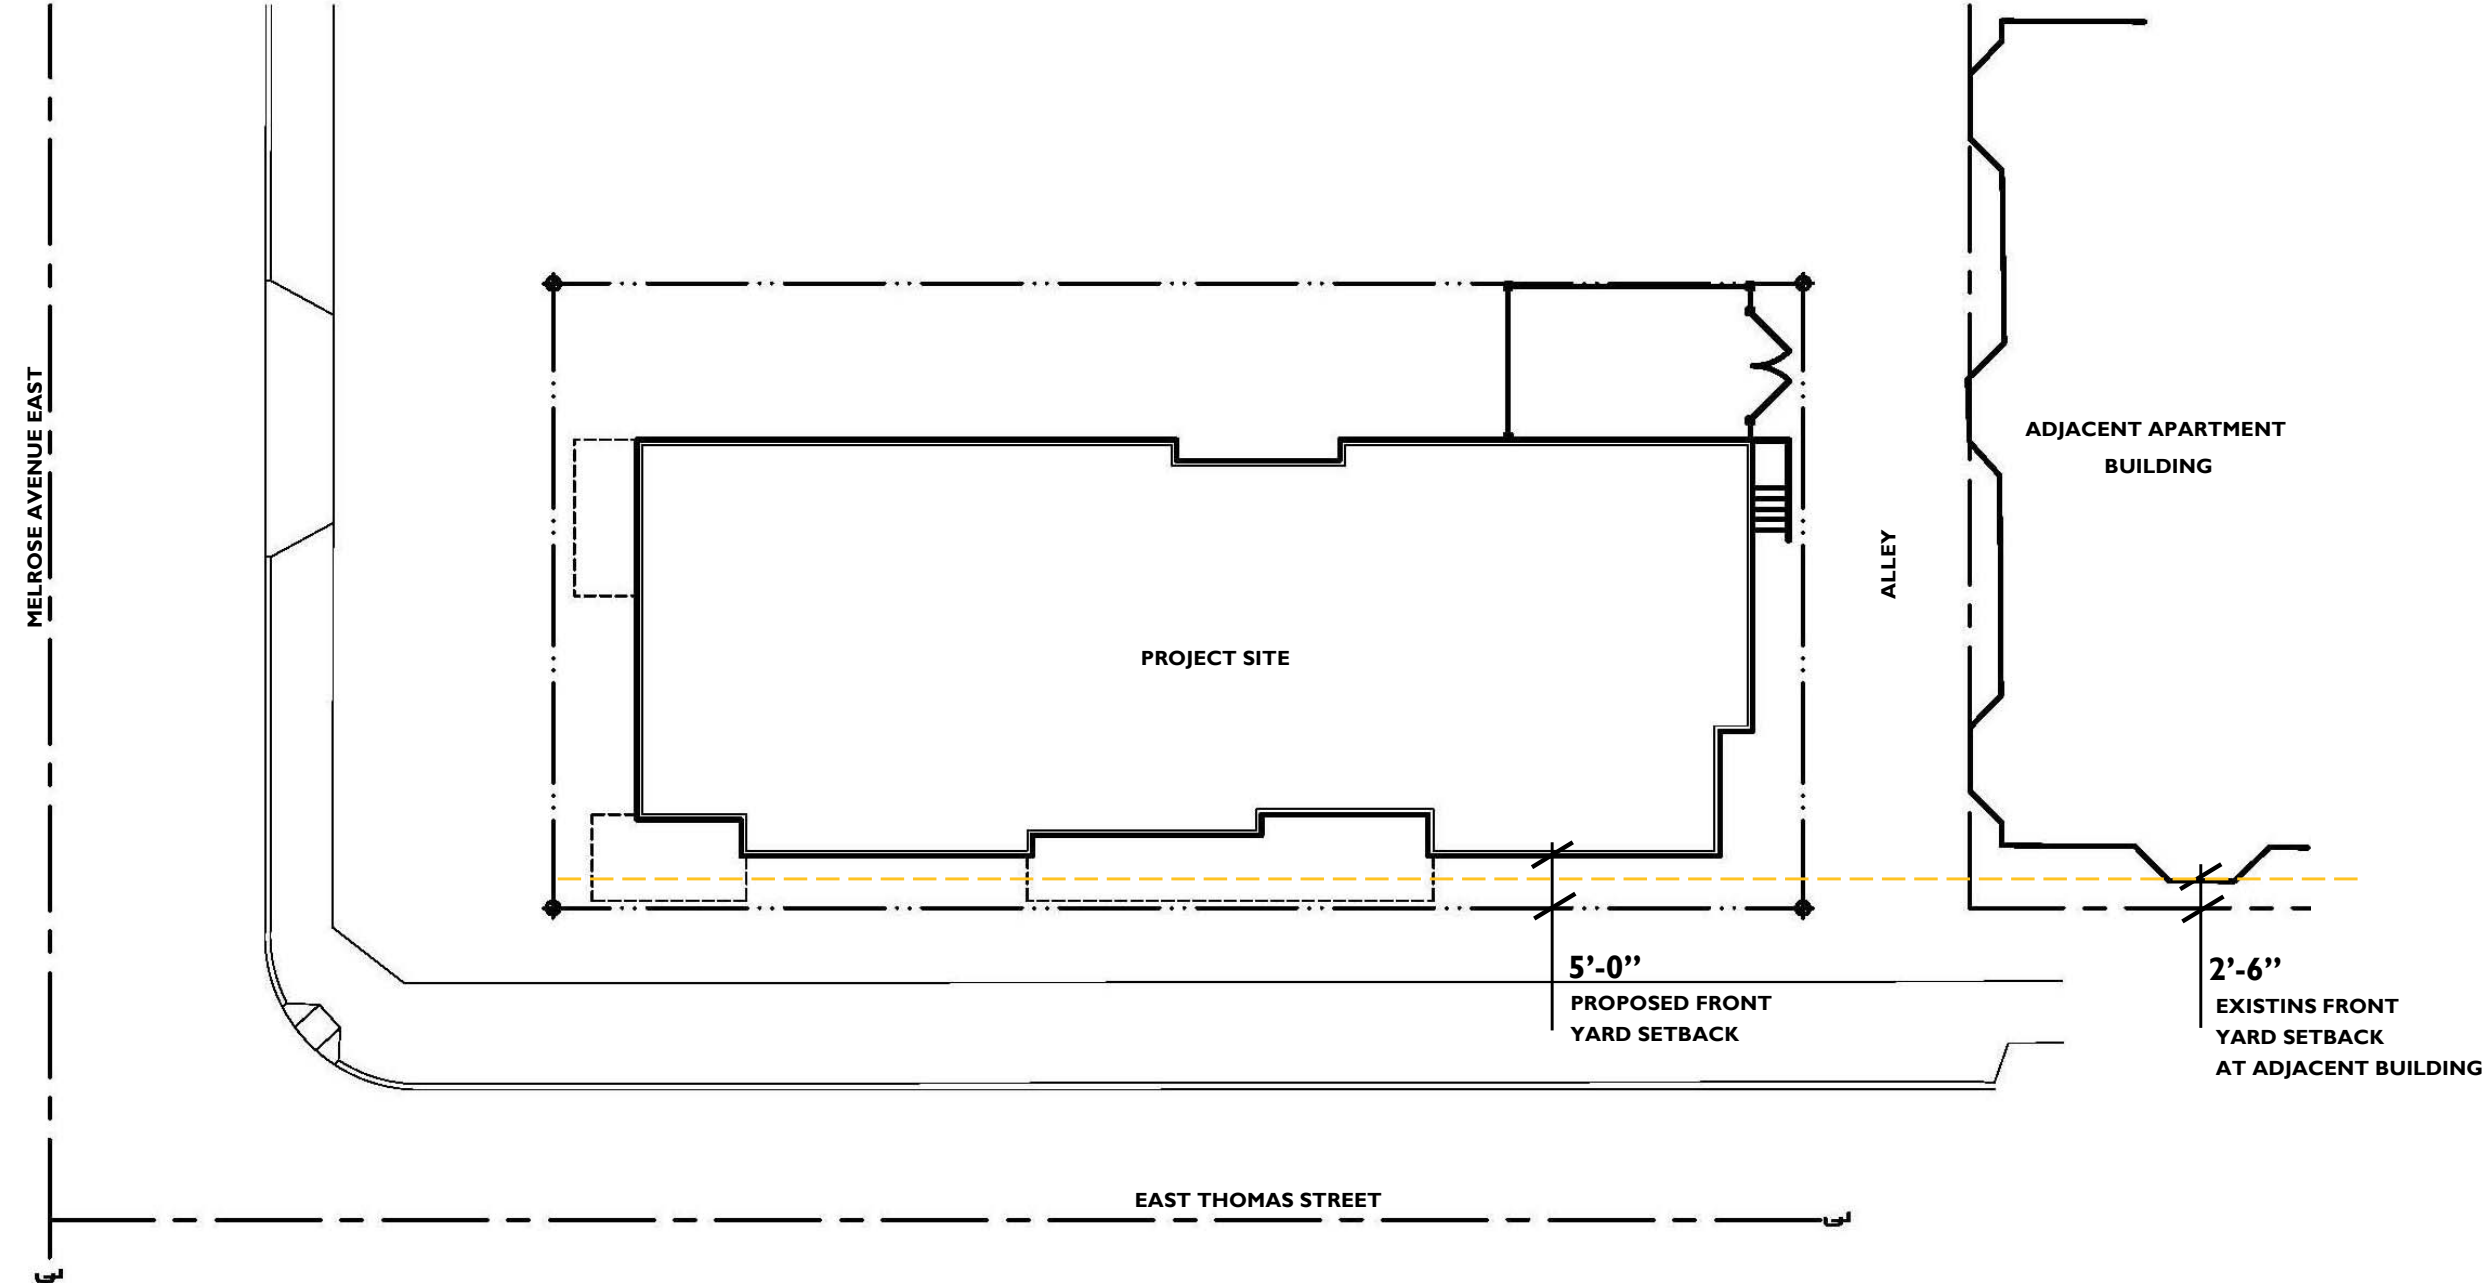 MELROSE AVENUE EAST
ADJACENT APARTMENT
BUILDING
ALLEY
PROJECT SITE
5’-0”
PROPOSED FRONT
YARD SETBACK
2’-6”
EXISTINS FRONT
YARD SETBACK
AT ADJACENT BUILDING
EAST THOMAS STREET